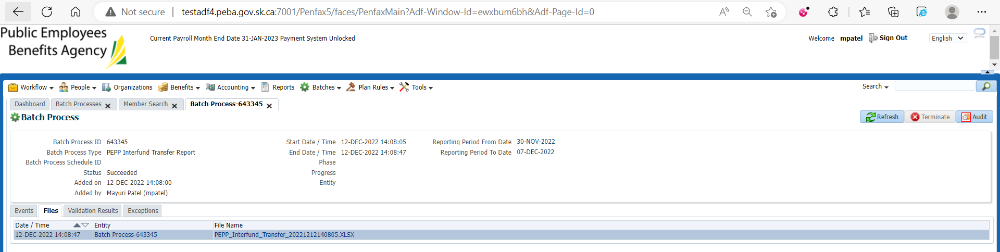 Not secure | testadf4.peba.gov.sk.ca:7001/Penfax5/faces/PenfaxMain?Adf-Window-Id=ewxbum6bh&Adf-Page-Id=0
Public Employees
Benefits Agency
Current Payroll Month End Date 31-JAN-2023 Payment System Unlocked
Welcome mpatel Sign Out English
Workflow People Organizations Benefits Accounting Reports Batches Plan Rules Tools Search
Dashboard Batch Processes Member Search Batch Process-643345
Batch Process
Refresh Terminate Audit
Batch Process ID 643345 Start Date / Time 12-DEC-2022 14:08:05 Reporting Period From Date 30-NOV-2022
Batch Process Type PEPP Interfund Transfer Report End Date / Time 12-DEC-2022 14:08:47 Reporting Period To Date 07-DEC-2022
Batch Process Schedule ID Phase
Status Succeeded Progress
Added on 12-DEC-2022 14:08:00 Entity
Added by Mayuri Patel (mpatel)
Events Files Validation Results Exceptions
Date / Time Entity File Name
12-DEC-2022 14:08:47 Batch Process-643345 PEPP_Interfund_Transfer_20221212140805.XLSX